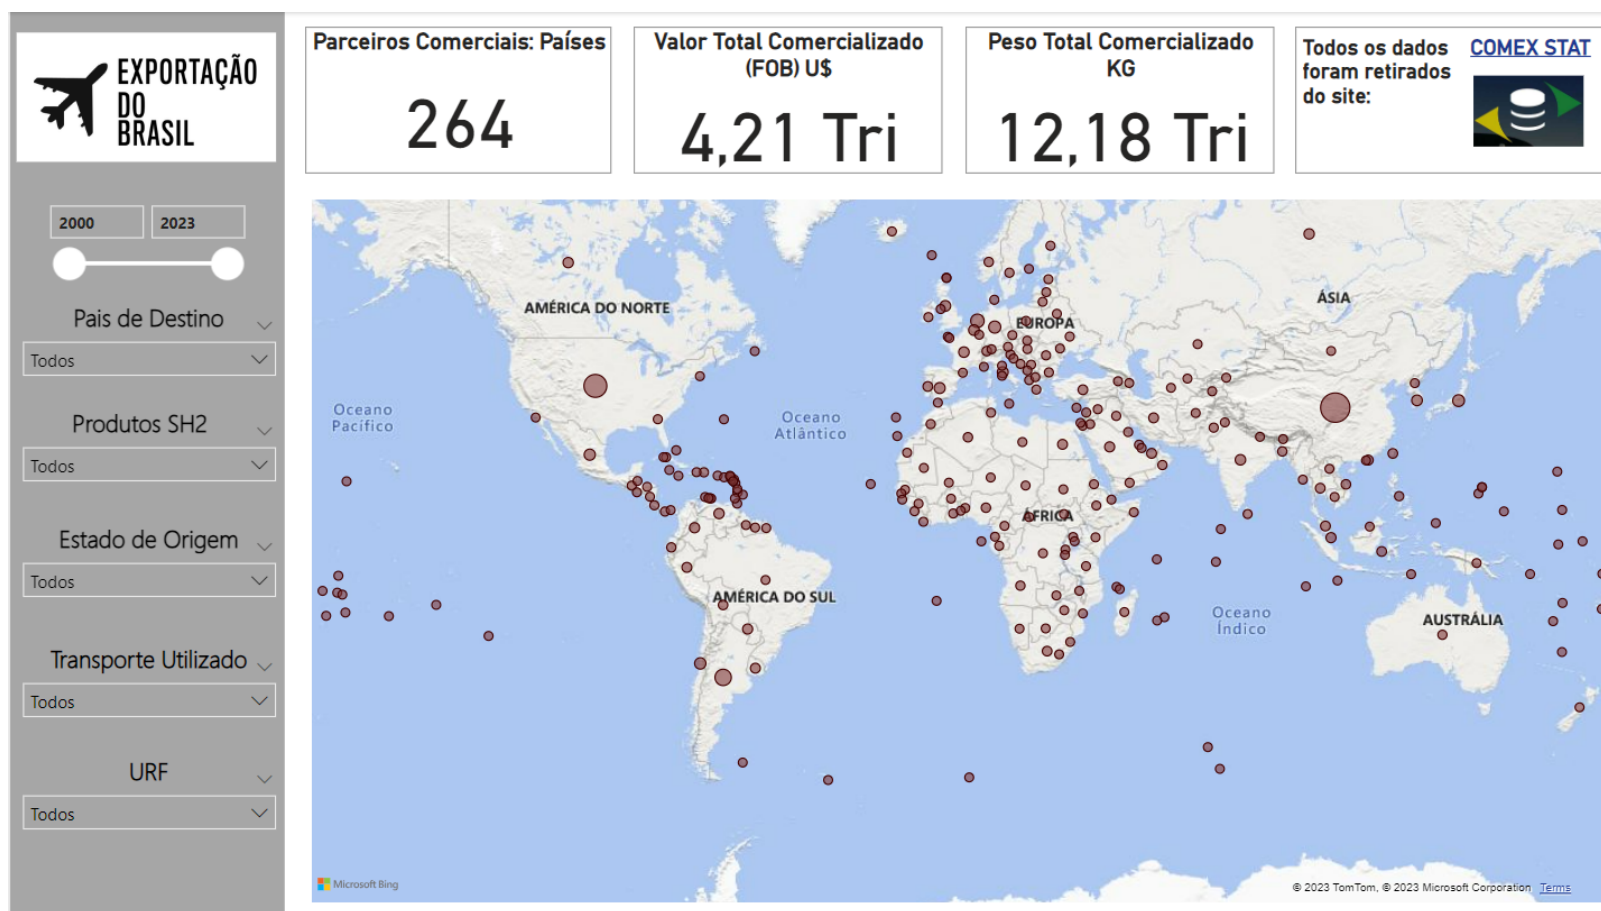 EXPORTAÇÃO
DO
BRASIL
2000
2023
Pais de Destino
Todos
Produtos SH2
Todos
Estado de Origem
Todos
Transporte Utilizado
Todos
URF
Todos
Parceiros Comerciais: Países
264
Valor Total Comercializado
(FOB) U$
4,21 Tri
Peso Total Comercializado
KG
12,18 Tri
Todos os dados
foram retirados
do site:
COMEX STAT
AMÉRICA DO NORTE
EUROPA
ÁSIA
Oceano
Pacífico
Oceano
Atlântico
ÁFRICA
AMÉRICA DO SUL
Oceano
Índico
AUSTRÁLIA
Microsoft Bing
© 2023 TomTom, © 2023 Microsoft Corporation Terms